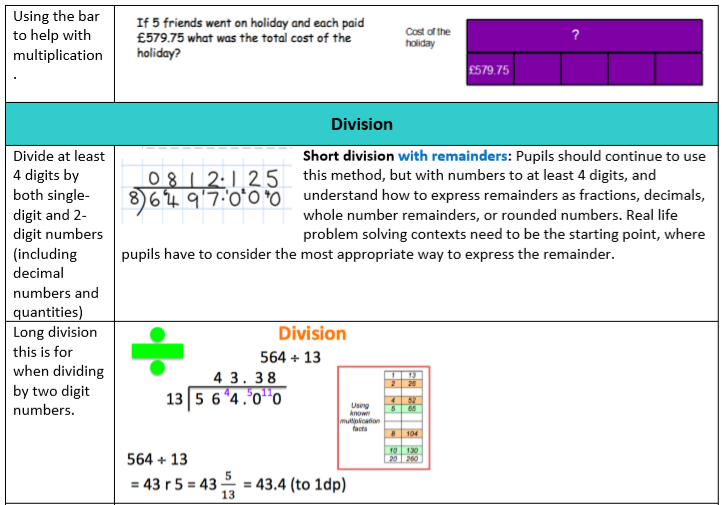 Using the bar
to help with
multiplication
.
If 5 friends went on holiday and each paid
£579.75 what was the total cost of the
holiday?
Cost of the
holiday
?
£579.75
Division
Divide at least
4 digits by
both single-
digit and 2-
digit numbers
(including
decimal
numbers and
quantities)
0 8 1 2 . 1 2 5
8)6 4 9 ¹7 . ¹0 ²0 ⁴0
Short division with remainders: Pupils should continue to use
this method, but with numbers to at least 4 digits, and
understand how to express remainders as fractions, decimals,
whole number remainders, or rounded numbers. Real life
problem solving contexts need to be the starting point, where
pupils have to consider the most appropriate way to express the remainder.
Long division
this is for
when dividing
by two digit
numbers.
Division
564 ÷ 13
4 3 . 3 8
13 5 6 ⁴4 . ⁵0 ¹¹0
Using
known
multiplication
facts
1 13
2 26
4 52
5 65
8 104
10 130
20 260
564 ÷ 13
= 43 r 5 = 43 5/13 = 43.4 (to 1dp)